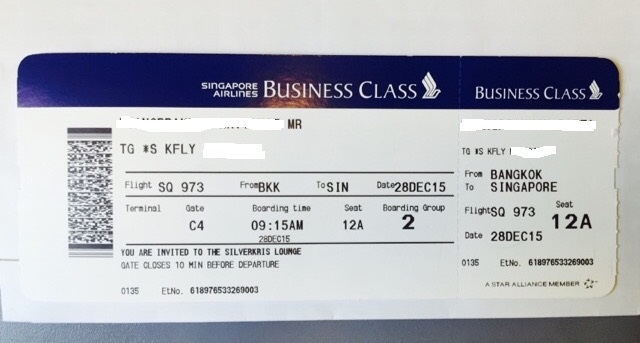 SINGAPORE AIRLINES BUSINESS CLASS
MR
TG *S KFLY
Flight SQ 973 From BKK To SIN Date 28DEC15
Terminal Gate Boarding time Seat Boarding Group
C4 09:15AM 12A 2
28DEC15
YOU ARE INVITED TO THE SILVERKRIS LOUNGE
GATE CLOSES 10 MIN BEFORE DEPARTURE
0135 EtNo. 618976533269003
BUSINESS CLASS
TG *S KFLY
From BANGKOK
To SINGAPORE
Flight SQ 973 Seat
12A
Date 28DEC15
0135 EtNo. 618976533269003
A STAR ALLIANCE MEMBER